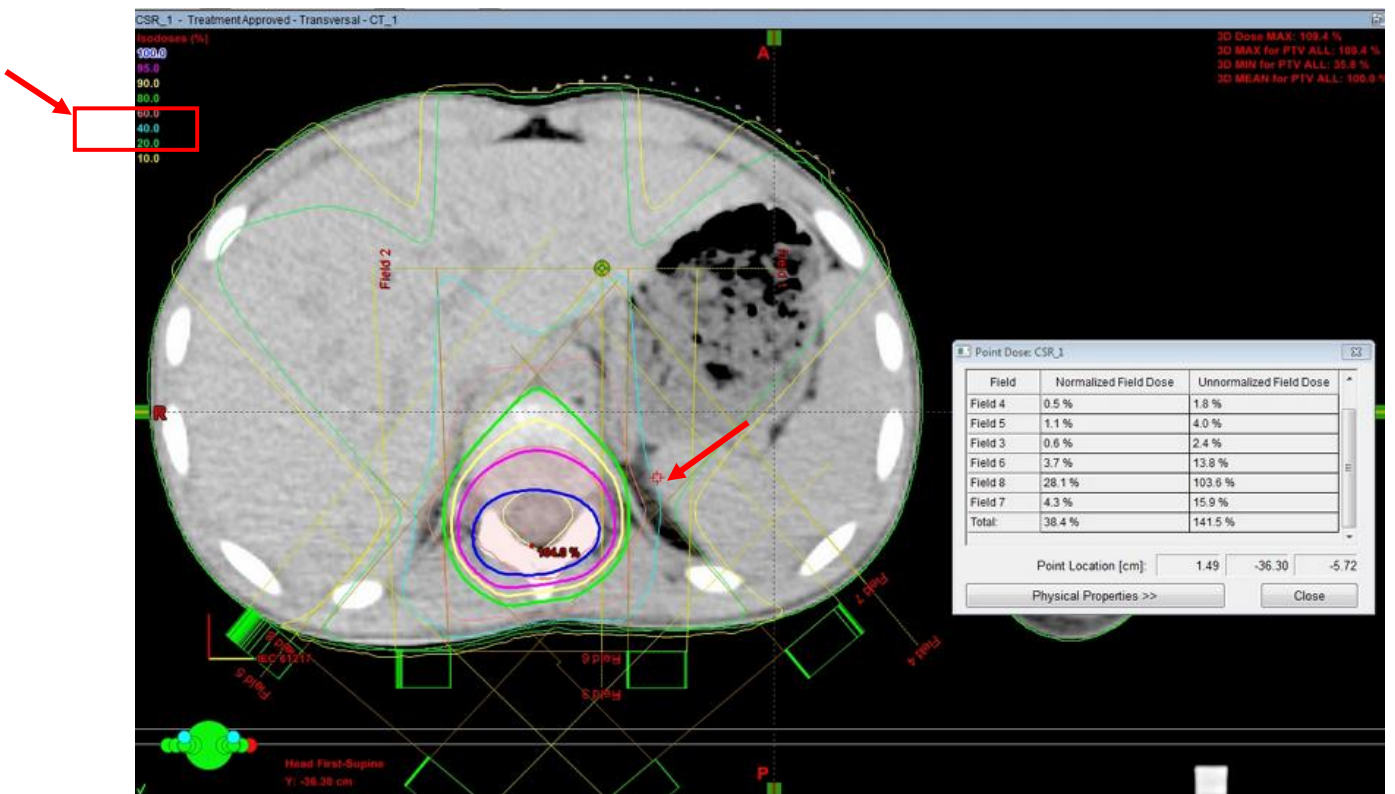 CSR_1 - TreatmentApproved - Transversal - CT_1
Isodoses (%)
100.0
95.0
90.0
80.0
60.0
40.0
20.0
10.0
A
3D Dose MAX: 109.4 %
3D MAX for PTV ALL: 109.4 %
3D MIN for PTV ALL: 35.8 %
3D MEAN for PTV ALL: 100.0 %
Field 2
R
104.8 %
Point Dose: CSR_1
Field Normalized Field Dose Unnormalized Field Dose
Field 4 0.5 % 1.8 %
Field 5 1.1 % 4.0 %
Field 3 0.6 % 2.4 %
Field 6 3.7 % 13.8 %
Field 8 28.1 % 103.6 %
Field 7 4.3 % 15.9 %
Total: 38.4 % 141.5 %
Point Location [cm]: 1.49 -36.30 -5.72
Physical Properties >> Close
Field 7
Field 8
IEC 61217
Field 6
Field 4
Field 5
Field 3
Head First-Supine
Y: -36.30 cm
P